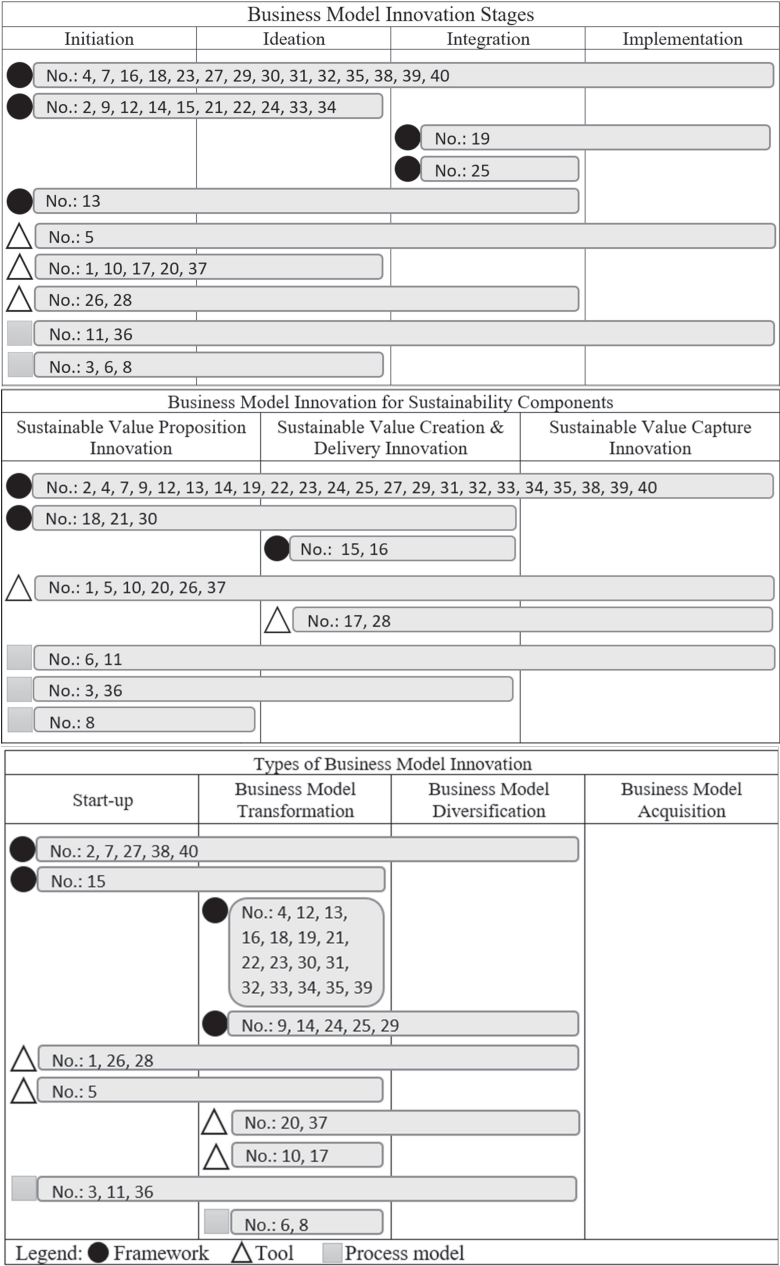 Business Model Innovation Stages
Initiation Ideation Integration Implementation
No.: 4, 7, 16, 18, 23, 27, 29, 30, 31, 32, 35, 38, 39, 40
No.: 2, 9, 12, 14, 15, 21, 22, 24, 33, 34
No.: 19
No.: 25
No.: 13
No.: 5
No.: 1, 10, 17, 20, 37
No.: 26, 28
No.: 11, 36
No.: 3, 6, 8
Business Model Innovation for Sustainability Components
Sustainable Value Proposition
Innovation
Sustainable Value Creation &
Delivery Innovation
Sustainable Value Capture
Innovation
No.: 2, 4, 7, 9, 12, 13, 14, 19, 22, 23, 24, 25, 27, 29, 31, 32, 33, 34, 35, 38, 39, 40
No.: 18, 21, 30
No.: 15, 16
No.: 1, 5, 10, 20, 26, 37
No.: 17, 28
No.: 6, 11
No.: 3, 36
No.: 8
Types of Business Model Innovation
Start-up
Business Model
Transformation
Business Model
Diversification
Business Model
Acquisition
No.: 2, 7, 27, 38, 40
No.: 15
No.: 4, 12, 13,
16, 18, 19, 21,
22, 23, 30, 31,
32, 33, 34, 35, 39
No.: 9, 14, 24, 25, 29
No.: 1, 26, 28
No.: 5
No.: 20, 37
No.: 10, 17
No.: 3, 11, 36
No.: 6, 8
Legend: Framework Tool Process model